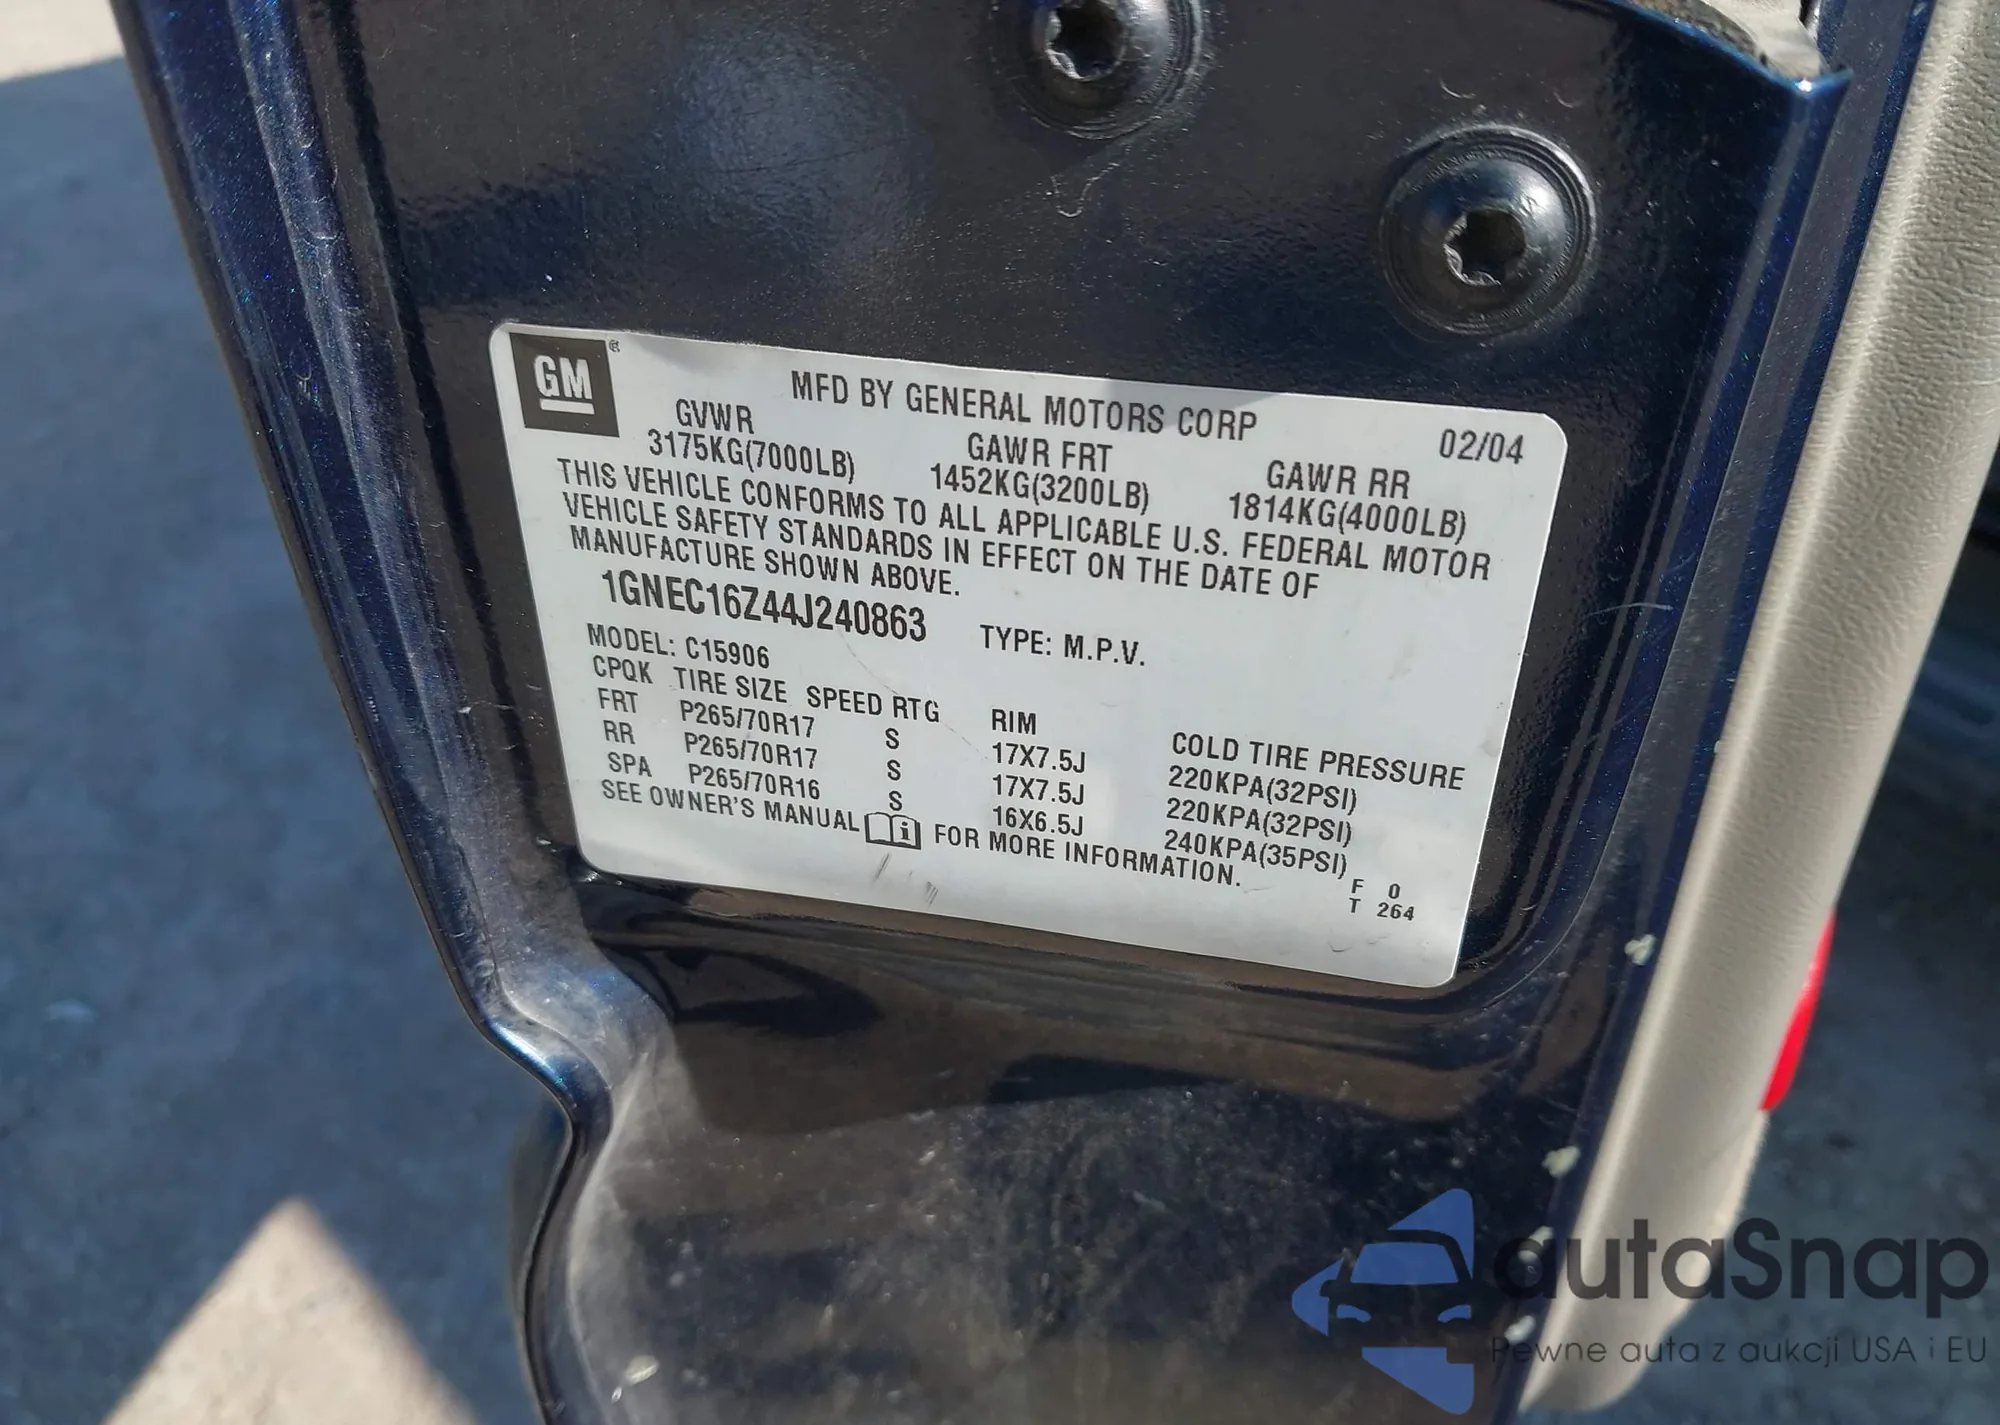 GM®
MFD BY GENERAL MOTORS CORP
02/04
GVWR GAWR FRT GAWR RR
3175KG(7000LB) 1452KG(3200LB) 1814KG(4000LB)
THIS VEHICLE CONFORMS TO ALL APPLICABLE U.S. FEDERAL MOTOR
VEHICLE SAFETY STANDARDS IN EFFECT ON THE DATE OF
MANUFACTURE SHOWN ABOVE.
1GNEC16Z44J240863 TYPE: M.P.V.
MODEL: C15906
CPQK TIRE SIZE SPEED RTG RIM COLD TIRE PRESSURE
FRT P265/70R17 S 17X7.5J 220KPA(32PSI)
RR P265/70R17 S 17X7.5J 220KPA(32PSI)
SPA P265/70R16 S 16X6.5J 240KPA(35PSI)
SEE OWNER'S MANUAL i FOR MORE INFORMATION.
F 0
T 264
autaSnap
Pewne auta z aukcji USA i EU